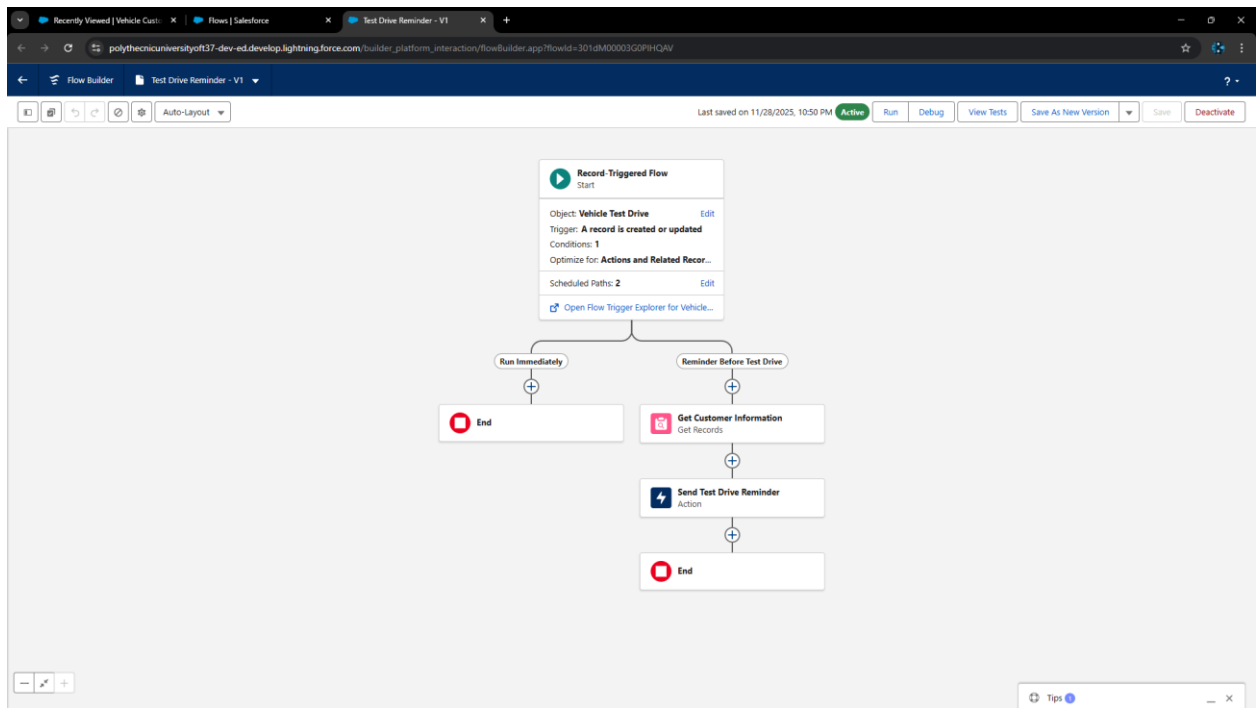 Recently Viewed | Vehicle Custo
Flows | Salesforce
Test Drive Reminder - V1
polythecnicuniversityoft37-dev-ed.develop.lightning.force.com/builder_platform_interaction/flowBuilder.app?flowId=301dM00003G0PlHQAV
Flow Builder
Test Drive Reminder - V1
?
Auto-Layout
Last saved on 11/28/2025, 10:50 PM
Active
Run
Debug
View Tests
Save As New Version
Save
Deactivate
Record-Triggered Flow
Start
Object: Vehicle Test Drive
Edit
Trigger: A record is created or updated
Conditions: 1
Optimize for: Actions and Related Recor...
Scheduled Paths: 2
Edit
Open Flow Trigger Explorer for Vehicle...
Run Immediately
Reminder Before Test Drive
End
Get Customer Information
Get Records
Send Test Drive Reminder
Action
End
Tips